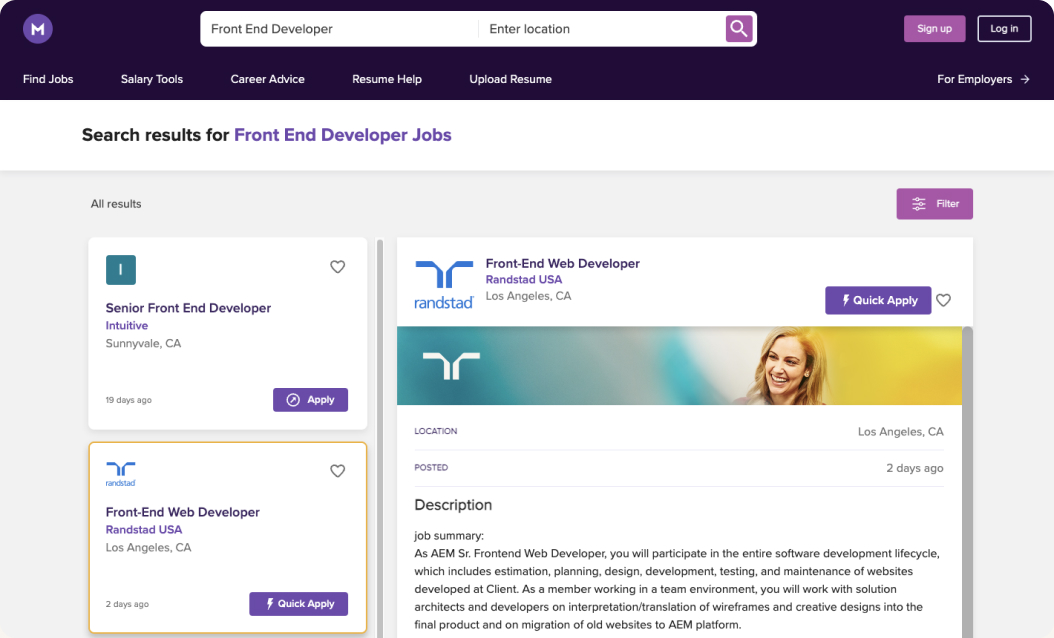 M
Front End Developer
Enter location
Sign up
Log in
Find Jobs
Salary Tools
Career Advice
Resume Help
Upload Resume
For Employers
Search results for Front End Developer Jobs
All results
Filter
I
Senior Front End Developer
Intuitive
Sunnyvale, CA
19 days ago
Apply
randstad
Front-End Web Developer
Randstad USA
Los Angeles, CA
2 days ago
Quick Apply
randstad
Front-End Web Developer
Randstad USA
Los Angeles, CA
Quick Apply
LOCATION
Los Angeles, CA
POSTED
2 days ago
Description
job summary:
As AEM Sr. Frontend Web Developer, you will participate in the entire software development lifecycle,
which includes estimation, planning, design, development, testing, and maintenance of websites
developed at Client. As a member working in a team environment, you will work with solution
architects and developers on interpretation/translation of wireframes and creative designs into the
final product and on migration of old websites to AEM platform.